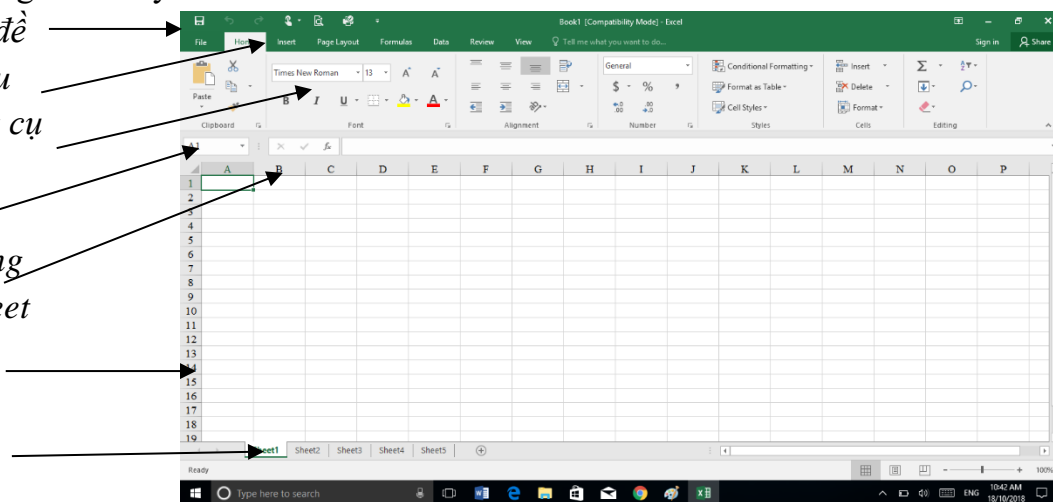 Book1 [Compatibility Mode] - Excel
đề
File Insert Page Layout Formulas Data Review View Tell me what you want to do... Sign in Share
cụ
Paste
Clipboard
Times New Roman 13 A A
B I U A
Font
Alignment
General
$ % ,
Number
Conditional Formatting
Format as Table
Cell Styles
Styles
Insert
Delete
Format
Cells
Editing
A1 fx
A B C D E F G H I J K L M N O P
1
2
3
4
5
6
7
8
9
10
11
12
13
14
15
16
17
18
19
Sheet1 Sheet2 Sheet3 Sheet4 Sheet5
Ready 100%
Type here to search ENG 10:42 AM
18/10/2018